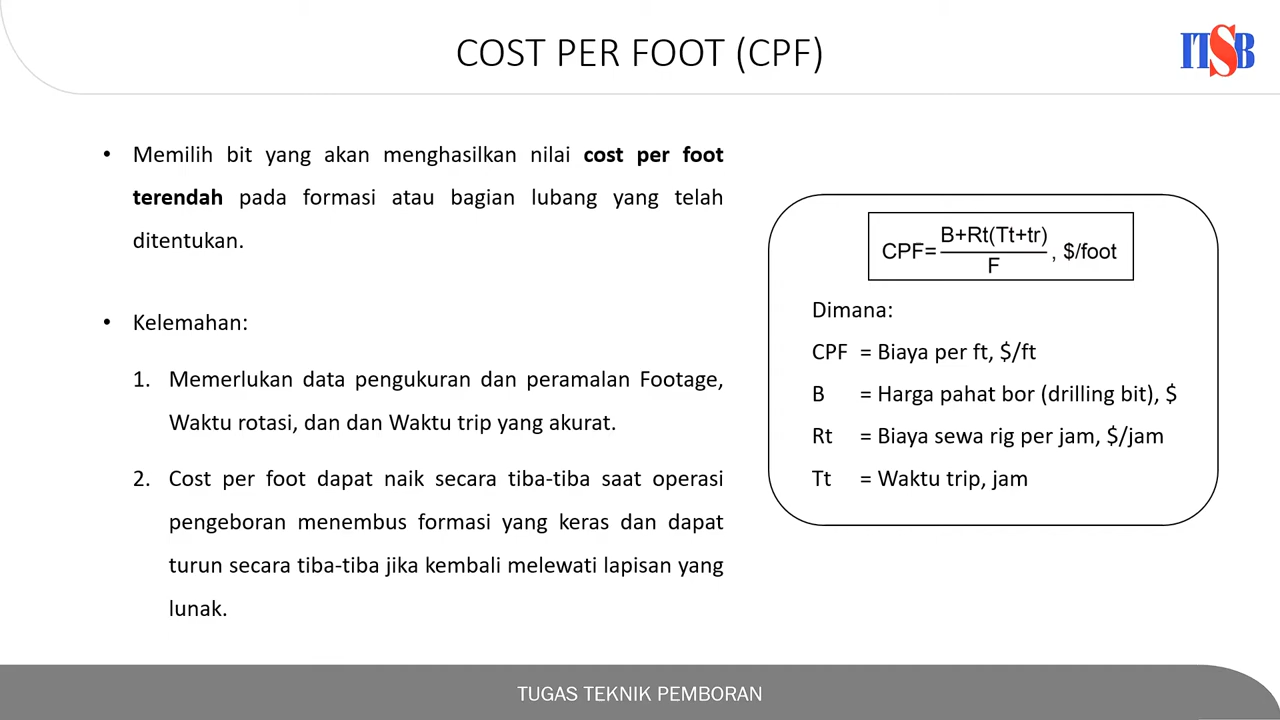 COST PER FOOT (CPF)
ITSB
• Memilih bit yang akan menghasilkan nilai cost per foot
terendah pada formasi atau bagian lubang yang telah
ditentukan.
• Kelemahan:
1. Memerlukan data pengukuran dan peramalan Footage,
Waktu rotasi, dan dan Waktu trip yang akurat.
2. Cost per foot dapat naik secara tiba-tiba saat operasi
pengeboran menembus formasi yang keras dan dapat
turun secara tiba-tiba jika kembali melewati lapisan yang
lunak.
CPF= B+Rt(Tt+tr) / F , $/foot
Dimana:
CPF = Biaya per ft, $/ft
B = Harga pahat bor (drilling bit), $
Rt = Biaya sewa rig per jam, $/jam
Tt = Waktu trip, jam
TUGAS TEKNIK PEMBORAN